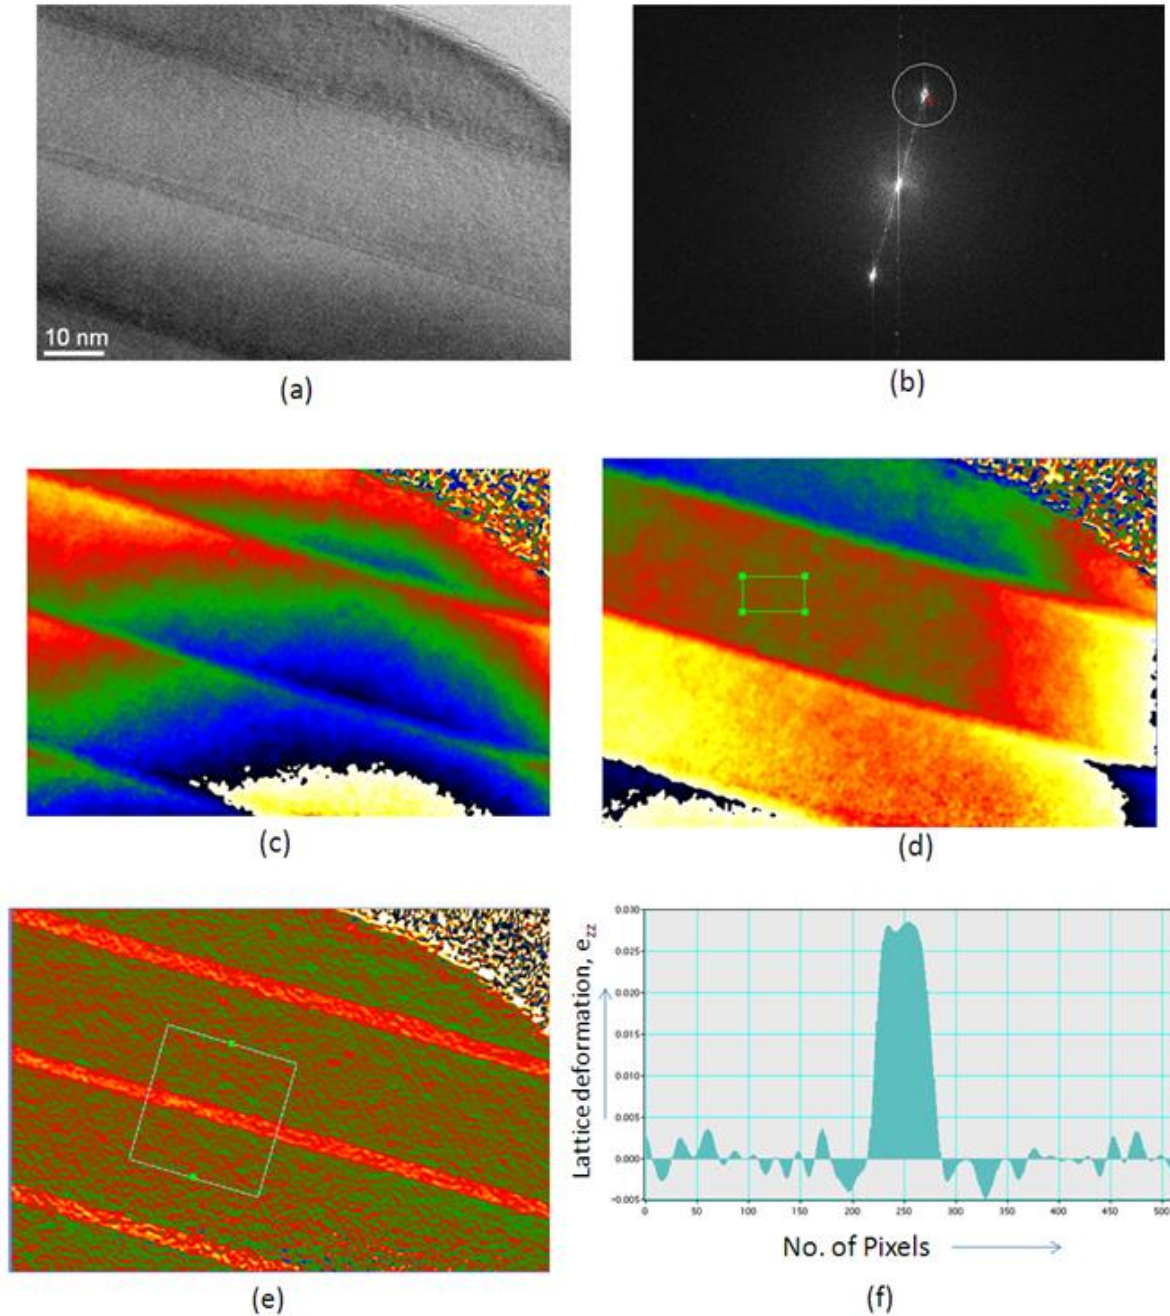 10 nm
(a)
(b)
(c)
(d)
(e)
Lattice deformation, e_zz
0.030
0.025
0.020
0.015
0.010
0.005
0.000
-0.005
0 50 100 150 200 250 300 350 400 450 500
No. of Pixels
(f)